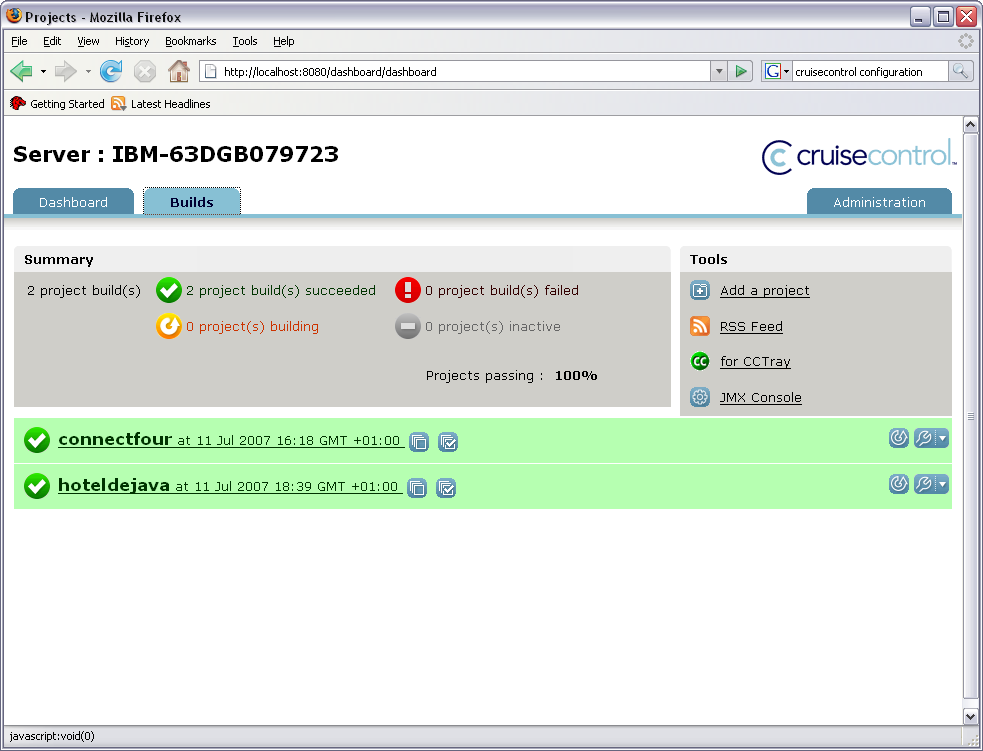 Projects - Mozilla Firefox
File Edit View History Bookmarks Tools Help
http://localhost:8080/dashboard/dashboard G cruisecontrol configuration
Getting Started Latest Headlines
Server : IBM-63DGB079723
cruisecontrol™
Dashboard Builds Administration
Summary
2 project build(s) 2 project build(s) succeeded 0 project build(s) failed
0 project(s) building 0 project(s) inactive
Projects passing : 100%
Tools
Add a project
RSS Feed
CC for CCTray
JMX Console
connectfour at 11 Jul 2007 16:18 GMT +01:00
hoteldejava at 11 Jul 2007 18:39 GMT +01:00
javascript:void(0)